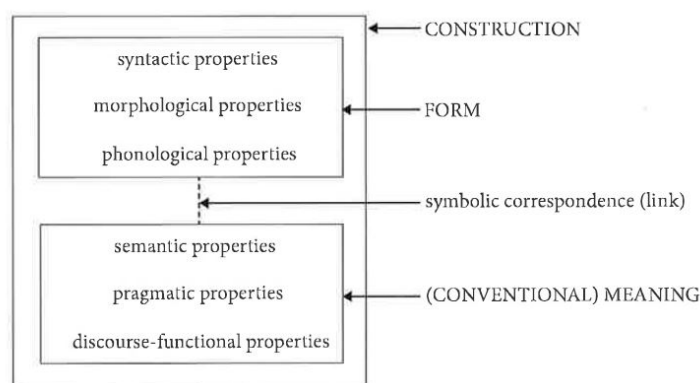 CONSTRUCTION
syntactic properties
morphological properties
FORM
phonological properties
symbolic correspondence (link)
semantic properties
pragmatic properties
(CONVENTIONAL) MEANING
discourse-functional properties